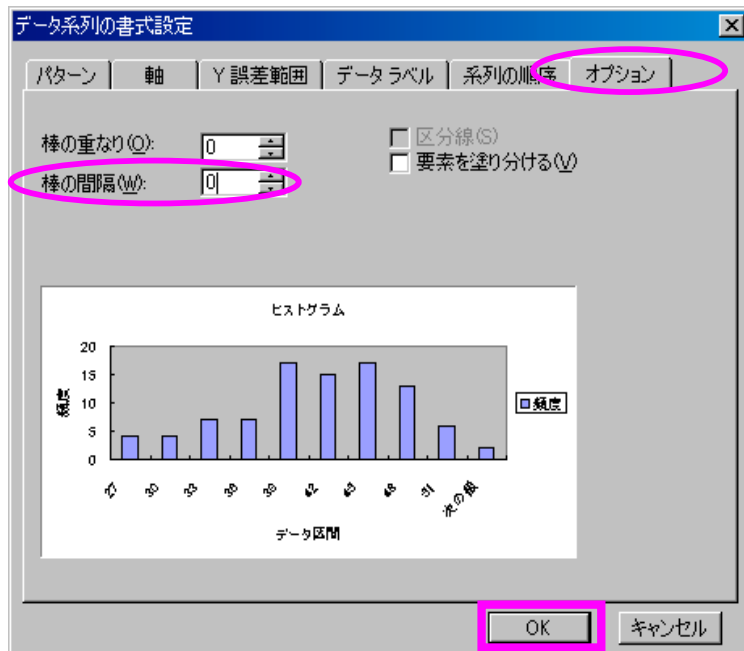 データ系列の書式設定
パターン 軸 Y 誤差範囲 データ ラベル 系列の順序 オプション
棒の重なり(O): 0
区分線(S)
要素を塗り分ける(V)
棒の間隔(W): 0
ヒストグラム
20
15
10
5
0
頻度
頻度
27 30 33 36 39 42 45 48 51 次の級
データ区間
OK キャンセル